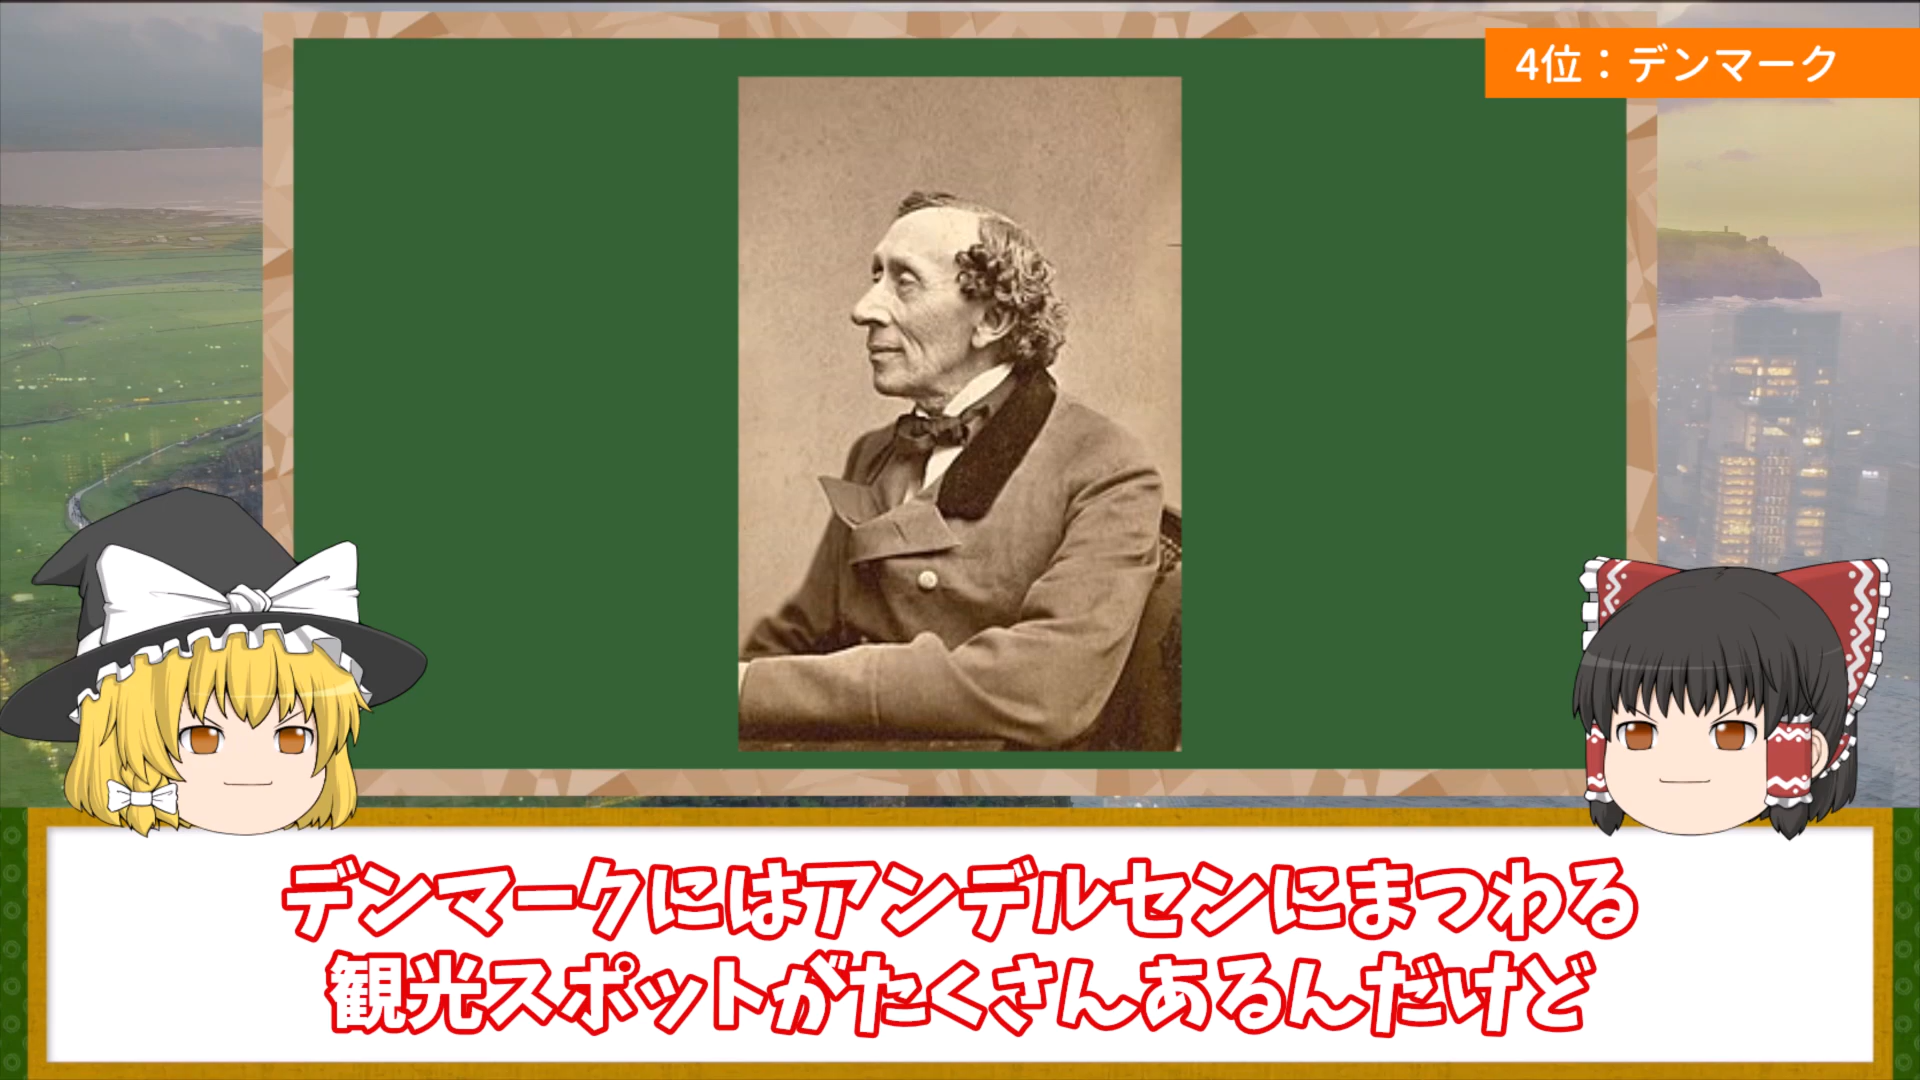 4位：デンマーク
デンマークにはアンデルセンにまつわる
観光スポットがたくさんあるんだけど